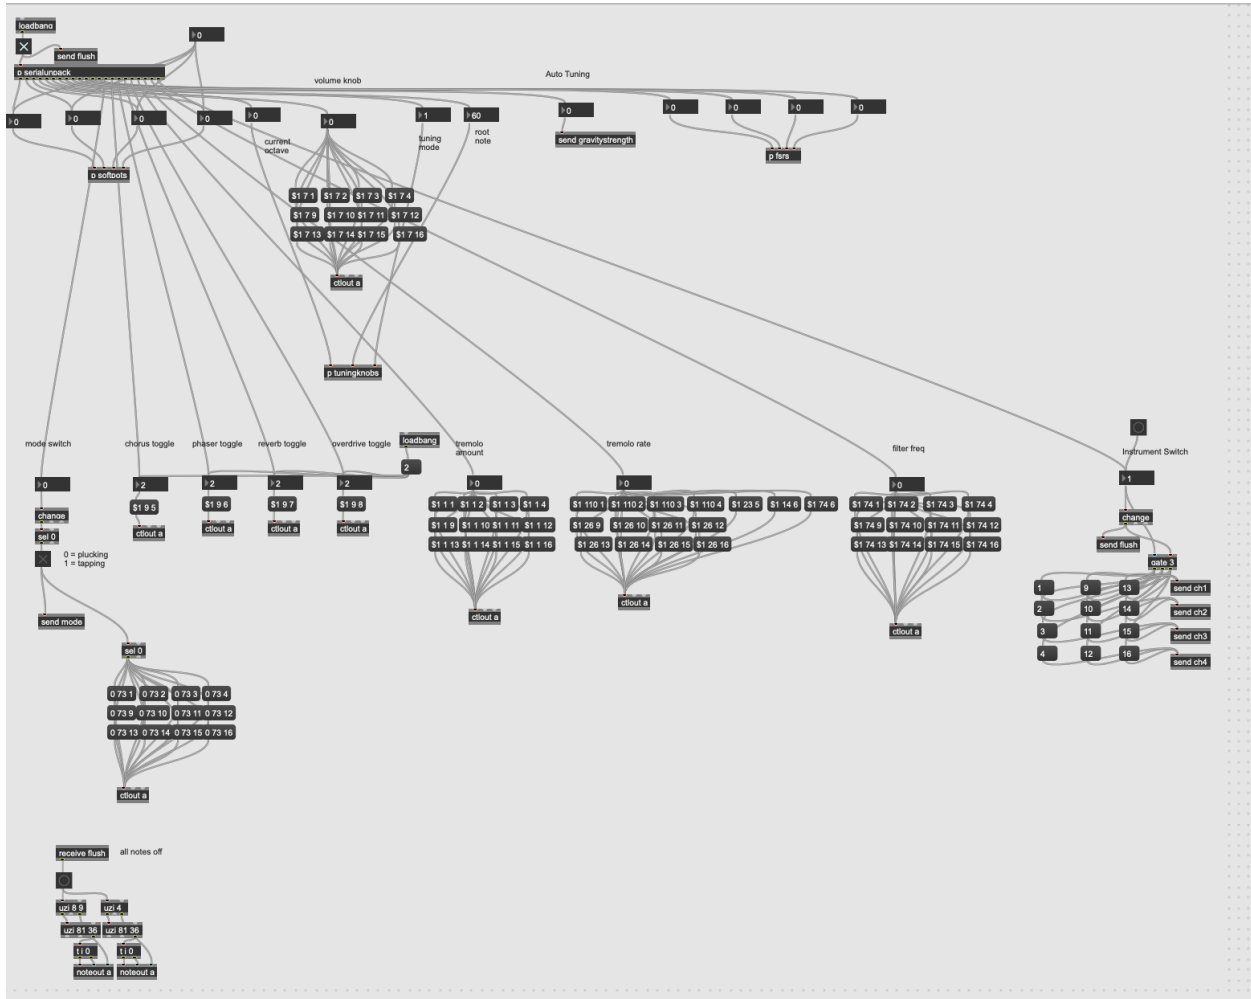 loadbang
0
send flush
p serialunpack
volume knob
Auto Tuning
0
0
0
0
0
0
1
60
0
0
0
0
0
current octave
tuning mode
root note
send gravitystrength
p fsrs
p softpots
$1 7 1 $1 7 2 $1 7 3 $1 7 4
$1 7 9 $1 7 10 $1 7 11 $1 7 12
$1 7 13 $1 7 14 $1 7 15 $1 7 16
ctlout a
p tuningknobs
mode switch
chorus toggle
phaser toggle
reverb toggle
overdrive toggle
loadbang
2
tremolo amount
tremolo rate
filter freq
Instrument Switch
0
2
2
2
2
0
0
0
1
$1 9 5
$1 9 6
$1 9 7
$1 9 8
ctlout a
ctlout a
ctlout a
ctlout a
change
sel 0
0 = plucking
1 = tapping
send mode
$1 1 1 $1 1 2 $1 1 3 $1 1 4
$1 1 9 $1 1 10 $1 1 11 $1 1 12
$1 1 13 $1 1 14 $1 1 15 $1 1 16
ctlout a
$1 110 1 $1 110 2 $1 110 3 $1 110 4 $1 23 5 $1 14 6 $1 74 6
$1 26 9 $1 26 10 $1 26 11 $1 26 12
$1 26 13 $1 26 14 $1 26 15 $1 26 16
ctlout a
$1 74 1 $1 74 2 $1 74 3 $1 74 4
$1 74 9 $1 74 10 $1 74 11 $1 74 12
$1 74 13 $1 74 14 $1 74 15 $1 74 16
ctlout a
change
send flush
gate 3
1 9 13 send ch1
2 10 14 send ch2
3 11 15 send ch3
4 12 16 send ch4
sel 0
0 73 1 0 73 2 0 73 3 0 73 4
0 73 9 0 73 10 0 73 11 0 73 12
0 73 13 0 73 14 0 73 15 0 73 16
ctlout a
receive flush
all notes off
uzi 8 9 uzi 4
uzi 81 36 uzi 81 36
t i 0 t i 0
noteout a noteout a